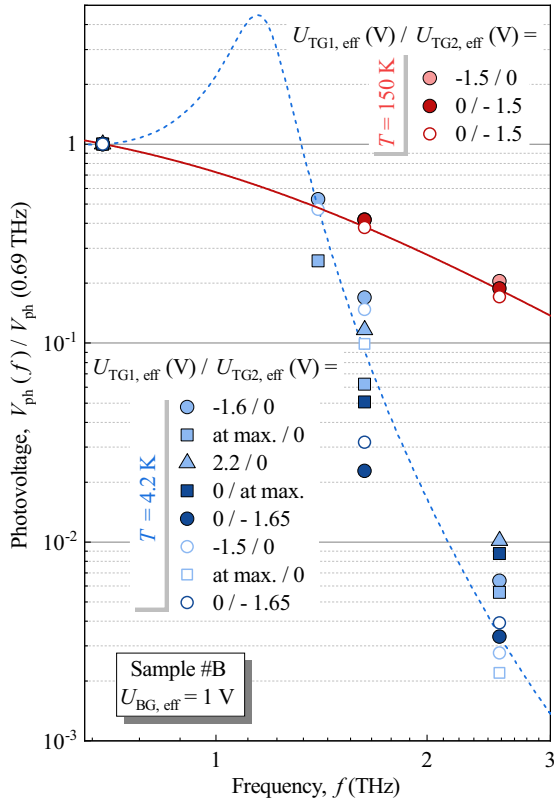 U_TG1, eff (V) / U_TG2, eff (V) =
T = 150 K
-1.5 / 0
0 / - 1.5
0 / - 1.5
1
10^-1
10^-2
10^-3
Photovoltage, V_ph (f) / V_ph (0.69 THz)
U_TG1, eff (V) / U_TG2, eff (V) =
T = 4.2 K
-1.6 / 0
at max. / 0
2.2 / 0
0 / at max.
0 / - 1.65
-1.5 / 0
at max. / 0
0 / - 1.65
Sample #B
U_BG, eff = 1 V
1 2 3
Frequency, f (THz)